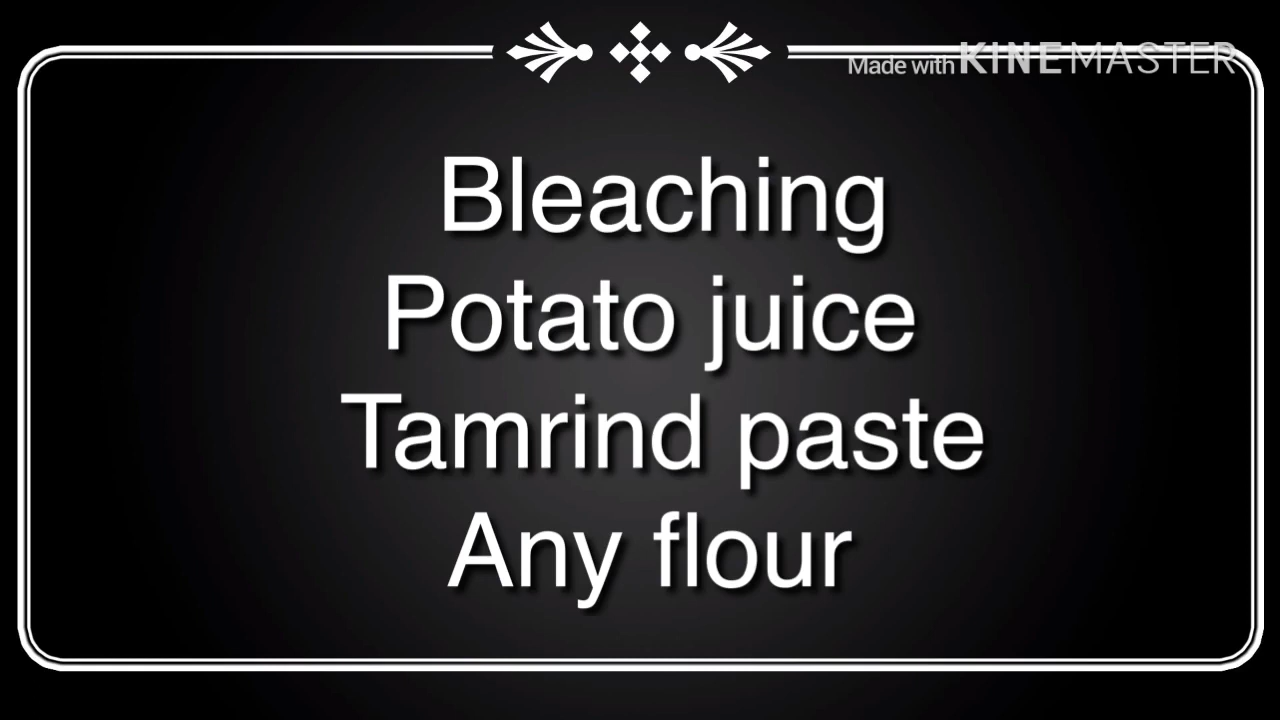 Made with KINEMASTER
Bleaching
Potato juice
Tamrind paste
Any flour